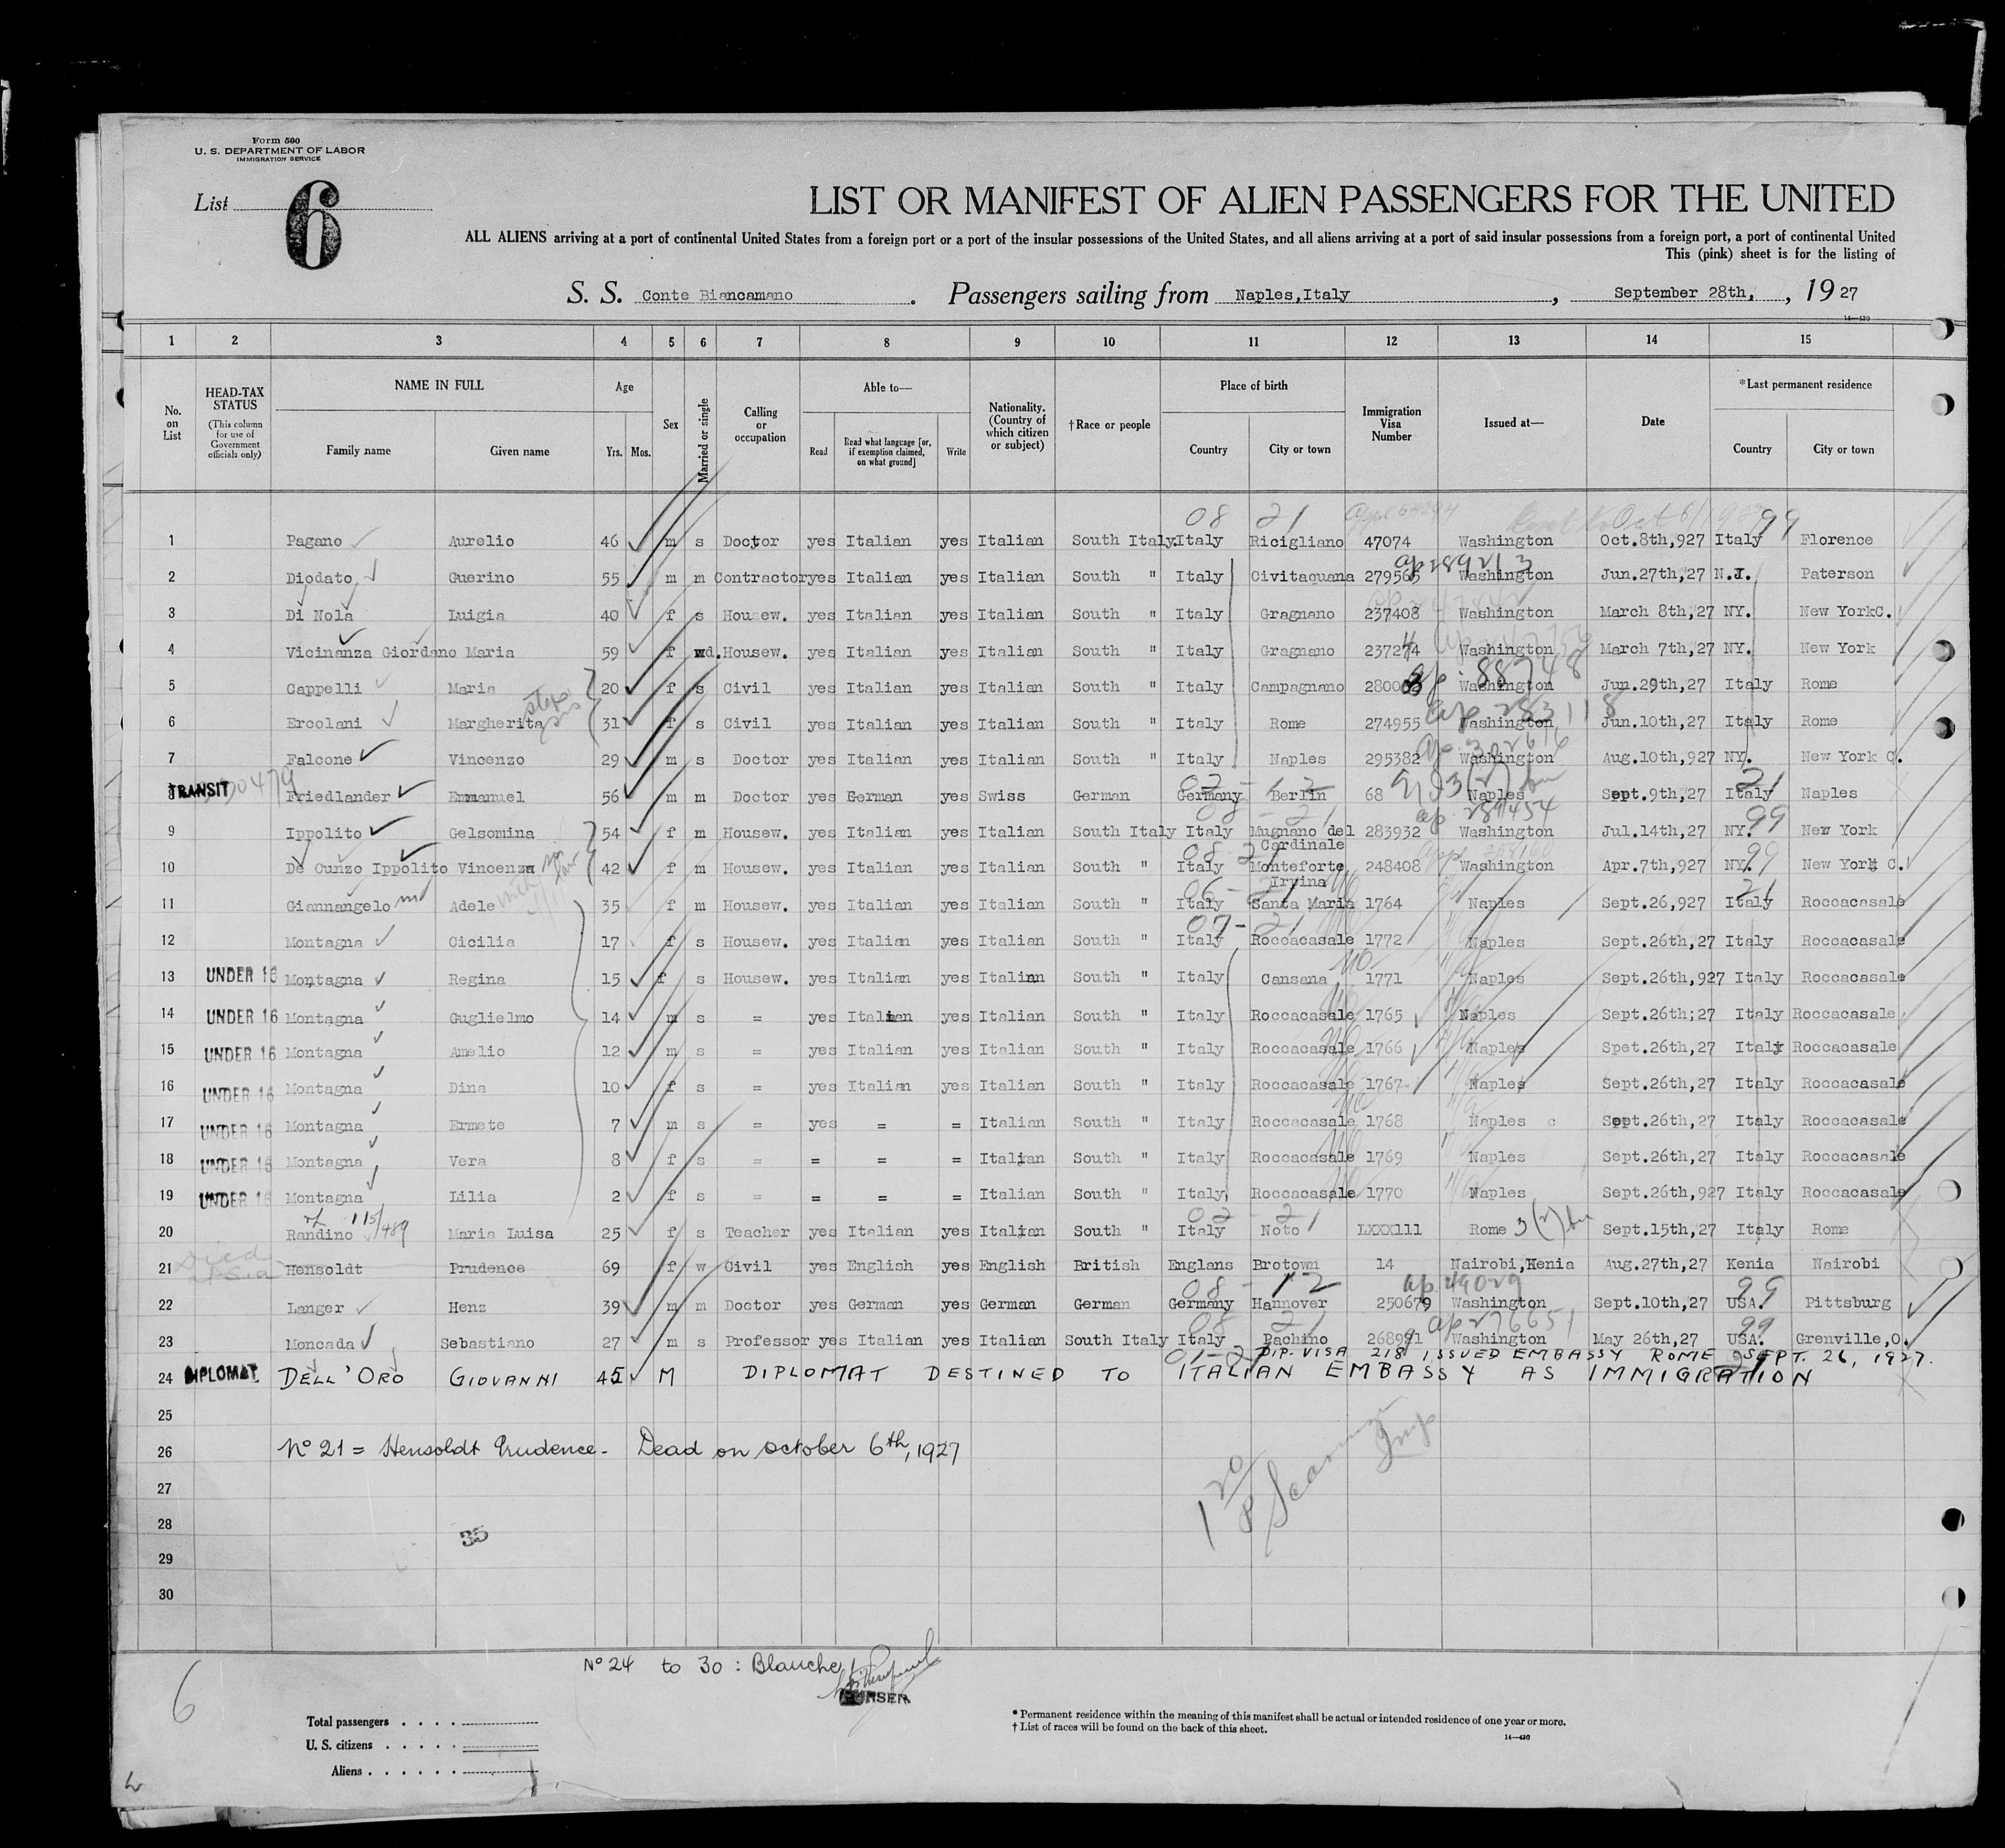 Form 500
U. S. DEPARTMENT OF LABOR
IMMIGRATION SERVICE
List 6
LIST OR MANIFEST OF ALIEN PASSENGERS FOR THE UNITED
ALL ALIENS arriving at a port of continental United States from a foreign port or a port of the insular possessions of the United States, and all aliens arriving at a port of said insular possessions from a foreign port, a port of continental United
This (pink) sheet is for the listing of
S. S. Conte Biancamano. Passengers sailing from Naples,Italy, September 28th, , 19 27
14—430
1 2 3 4 5 6 7 8 9 10 11 12 13 14 15
No. on List HEAD-TAX STATUS (This column for use of Government officials only) NAME IN FULL Family name Given name Age Yrs. Mos. Sex Married or single Calling or occupation Able to— Read Read what language [or, if exemption claimed, on what ground] Write Nationality. (Country of which citizen or subject) †Race or people Place of birth Country City or town Immigration Visa Number Issued at— Date *Last permanent residence Country City or town
08 21 99
1 Pagano Aurelio 46 m s Doctor yes Italian yes Italian South Italy Italy Ricigliano 47074 Washington Oct.8th,927 Italy Florence
2 Diodato Guerino 55 m m Contractor yes Italian yes Italian South " Italy Civitaquana 279565 Washington Jun.27th,27 N.J. Paterson
3 Di Nola Luigia 40 f s Housew. yes Italian yes Italian South " Italy Gragnano 237408 Washington March 8th,27 NY. New YorkC.
4 Vicinanza Giordano Maria 59 f wd. Housew. yes Italian yes Italian South " Italy Gragnano 237274 Washington March 7th,27 NY. New York
5 Cappelli Maria 20 f s Civil yes Italian yes Italian South " Italy Campagnano Washington Jun.29th,27 Italy Rome
6 Ercolani Margherita 31 f s Civil yes Italian yes Italian South " Italy Rome 274955 Washington Jun.10th,27 Italy Rome
7 Falcone Vincenzo 29 m s Doctor yes Italian yes Italian South " Italy Naples 295382 Washington Aug.10th,927 NY. New York C.
8 TRANSIT Friedlander Emmanuel 56 m m Doctor yes German yes Swiss German Germany Berlin 68 Naples Sept.9th,27 Italy Naples
9 Ippolito Gelsomina 54 f m Housew. yes Italian yes Italian South Italy Italy Mugnano del Cardinale 283932 Washington Jul.14th,27 NY. New York
10 De Cunzo Ippolito Vincenza 42 f m Housew. yes Italian yes Italian South " Italy Monteforte Irvina 248408 Washington Apr.7th,927 NY. New York C.
11 Giannangelo Adele 35 f m Housew. yes Italian yes Italian South " Italy Santa Maria 1764 Naples Sept.26,927 Italy Roccacasale
12 Montagna Cicilia 17 f s Housew. yes Italian yes Italian South " Italy Roccacasale 1772 Naples Sept.26th,27 Italy Roccacasale
13 UNDER 16 Montagna Regina 15 f s Housew. yes Italian yes Italian South " Italy Cansana 1771 Naples Sept.26th,927 Italy Roccacasale
14 UNDER 16 Montagna Guglielmo 14 m s = yes Italian yes Italian South " Italy Roccacasale 1765 Naples Sept.26th;27 Italy Roccacasale
15 UNDER 16 Montagna Amelio 12 m s = yes Italian yes Italian South " Italy Roccacasale 1766 Naples Spet.26th,27 Italy Roccacasale
16 UNDER 16 Montagna Dina 10 f s = yes Italian yes Italian South " Italy Roccacasale 1767 Naples Sept.26th,27 Italy Roccacasale
17 UNDER 16 Montagna Ermete 7 m s = yes = = Italian South " Italy Roccacasale 1768 Naples c Sept.26th,27 Italy Roccacasale
18 UNDER 16 Montagna Vera 8 f s = = = = Italian South " Italy Roccacasale 1769 Naples Sept.26th,27 Italy Roccacasale
19 UNDER 16 Montagna Lilia 2 f s = = = = Italian South " Italy Roccacasale 1770 Naples Sept.26th,927 Italy Roccacasale
20 Randino Maria Luisa 25 f s Teacher yes Italian yes Italian South " Italy Noto LXXX111 Rome Sept.15th,27 Italy Rome
21 Hensoldt Prudence 69 f w Civil yes English yes English British Englans Brotown 14 Nairobi,Kenia Aug.27th,27 Kenia Nairobi
22 Langer Henz 39 m m Doctor yes German yes German German Germany Hannover 250679 Washington Sept.10th,27 USA. Pittsburg
23 Moncada Sebastiano 27 m s Professor yes Italian yes Italian South Italy Italy Pachino 268991 Washington May 26th,27 USA. Grenville,O.
DIP. VISA 218 ISSUED EMBASSY ROME SEPT. 26, 1927.
24 DIPLOMAT DELL'ORO GIOVANNI 45 M DIPLOMAT DESTINED TO ITALIAN EMBASSY AS IMMIGRATION
25
26 Nº 21 = Hensoldt Prudence - Dead on october 6th, 1927
27
28 35
29
30
Nº 24 to 30 : Blanche
PURSER
6
Total passengers
U. S. citizens
Aliens
* Permanent residence within the meaning of this manifest shall be actual or intended residence of one year or more.
† List of races will be found on the back of this sheet.
14—430